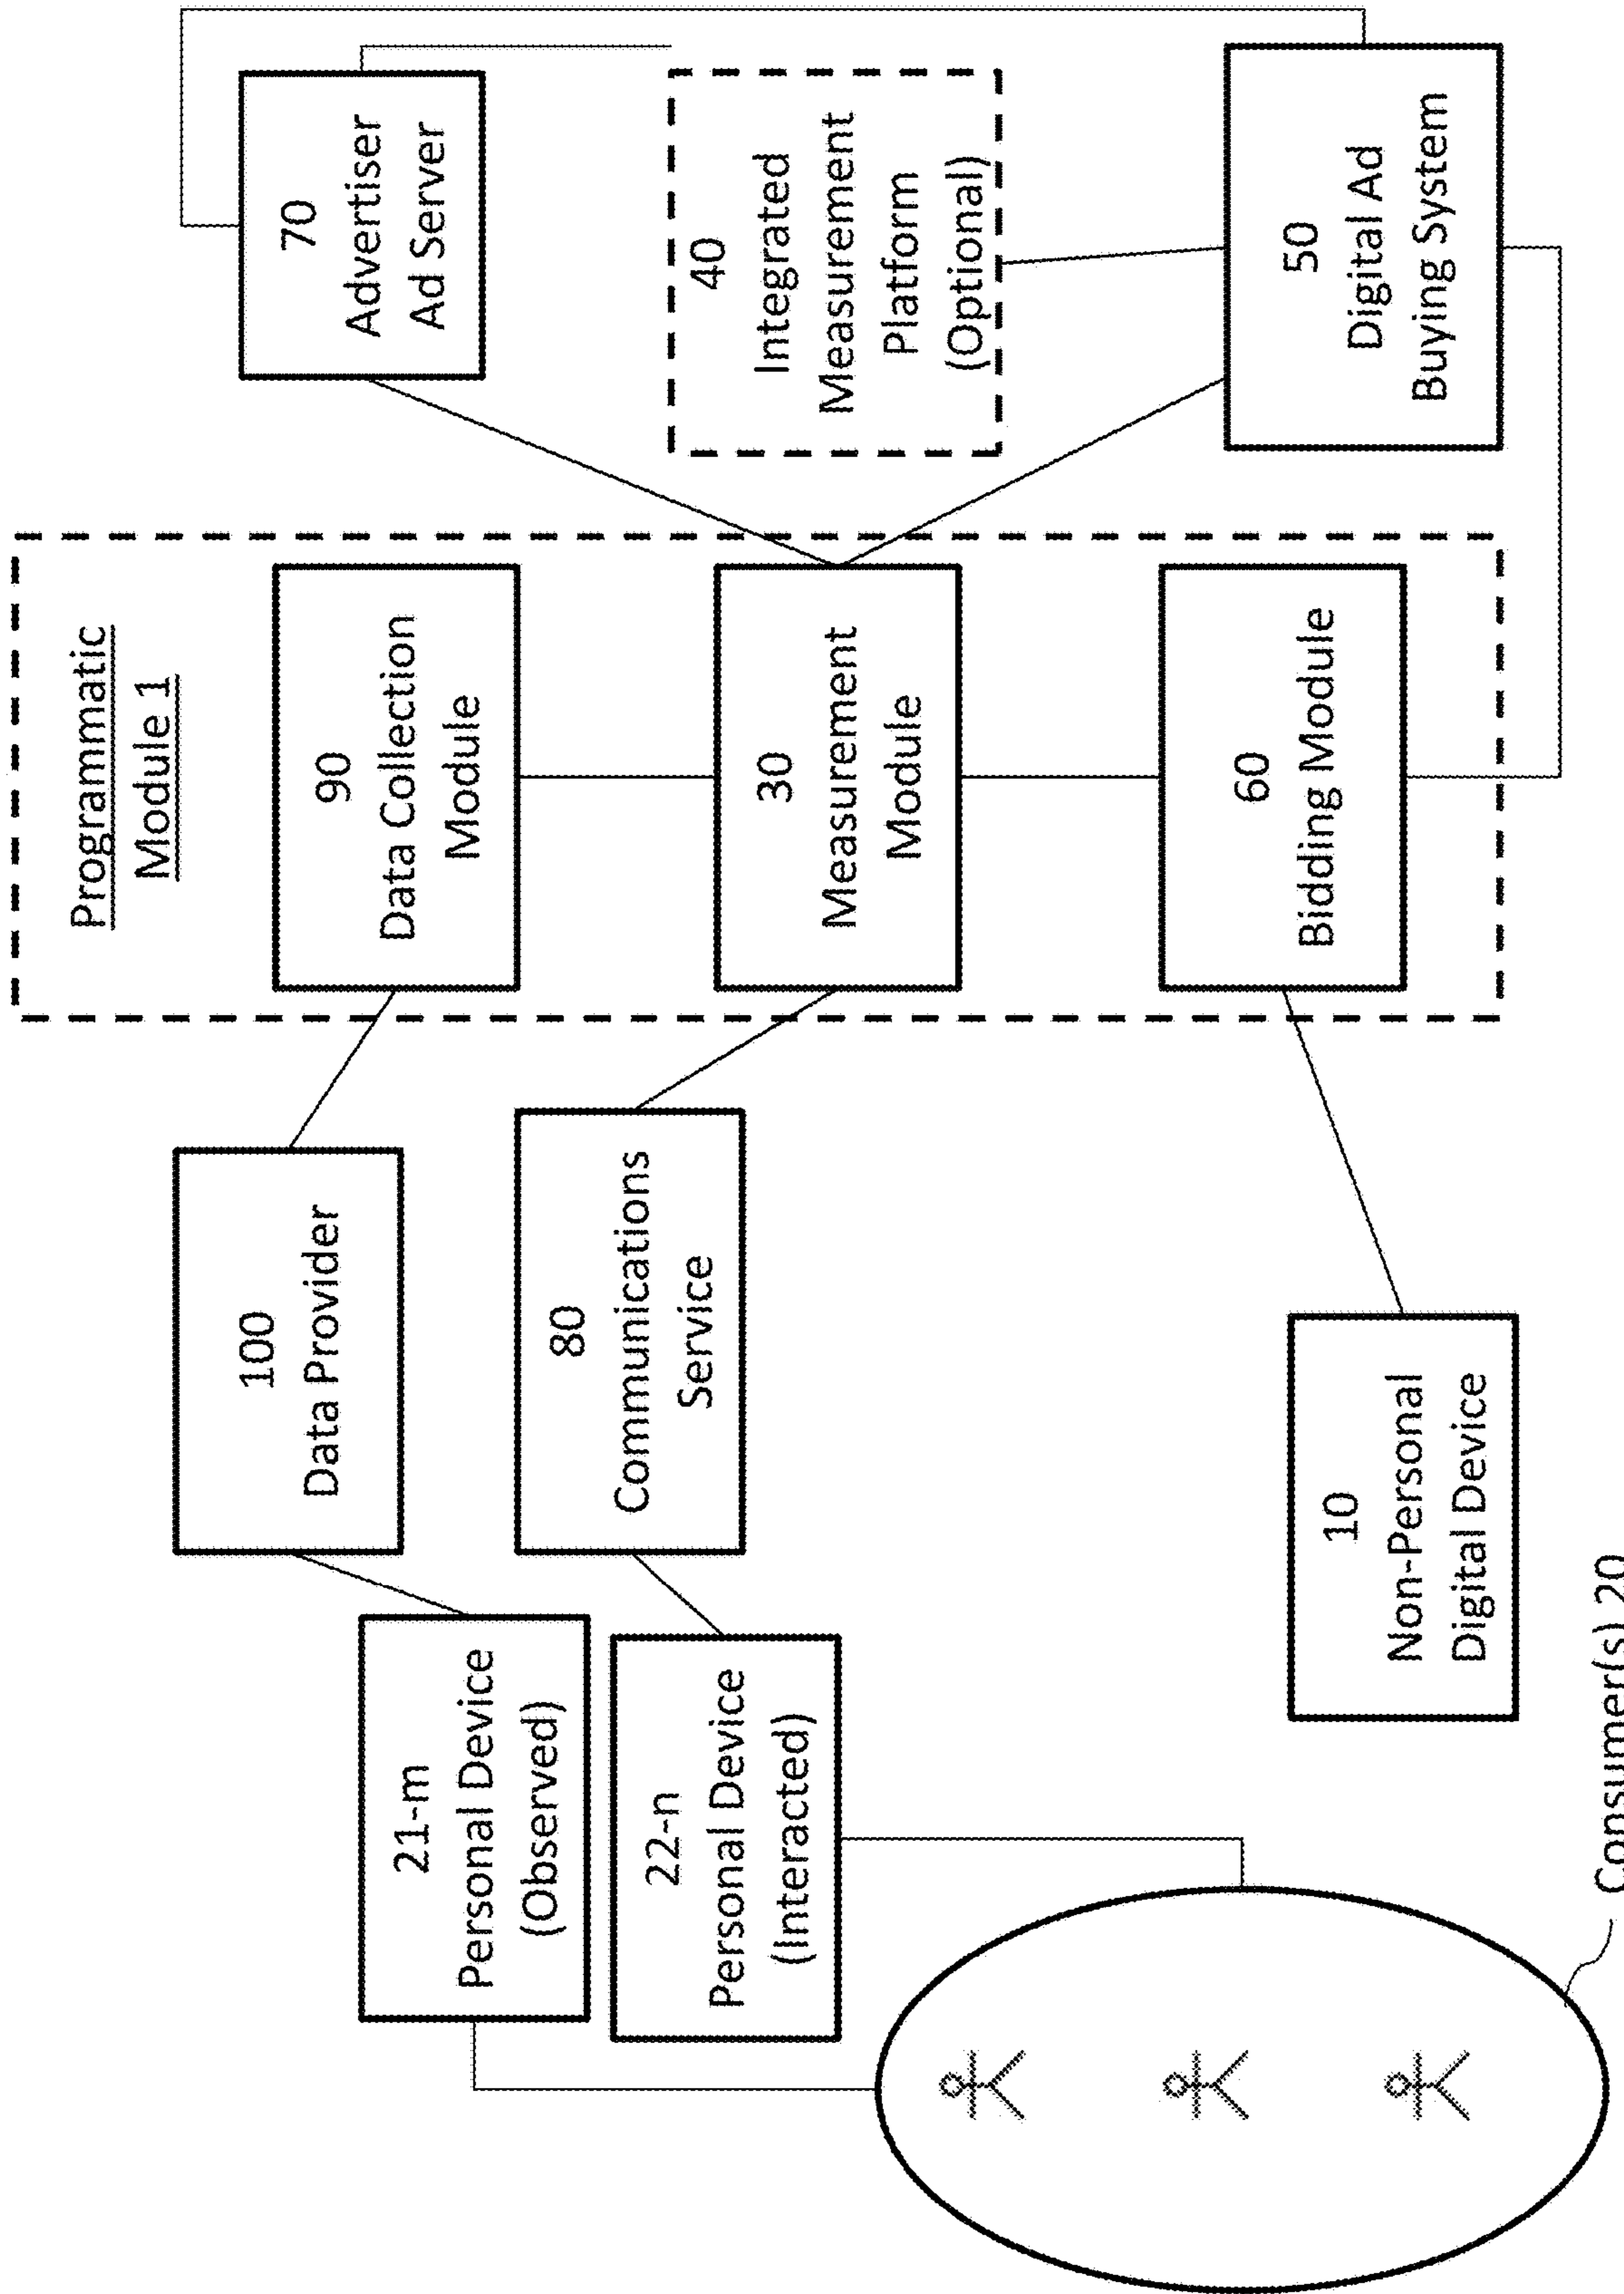 Programmatic
Module 1
100
Data Provider
90
Data Collection
Module
70
Advertiser
Ad Server
21-m
Personal Device
(Observed)
22-n
Personal Device
(Interacted)
80
Communications
Service
30
Measurement
Module
40
Integrated
Measurement
Platform
(Optional)
10
Non-Personal
Digital Device
60
Bidding Module
50
Digital Ad
Buying System
Consumer(s) 20